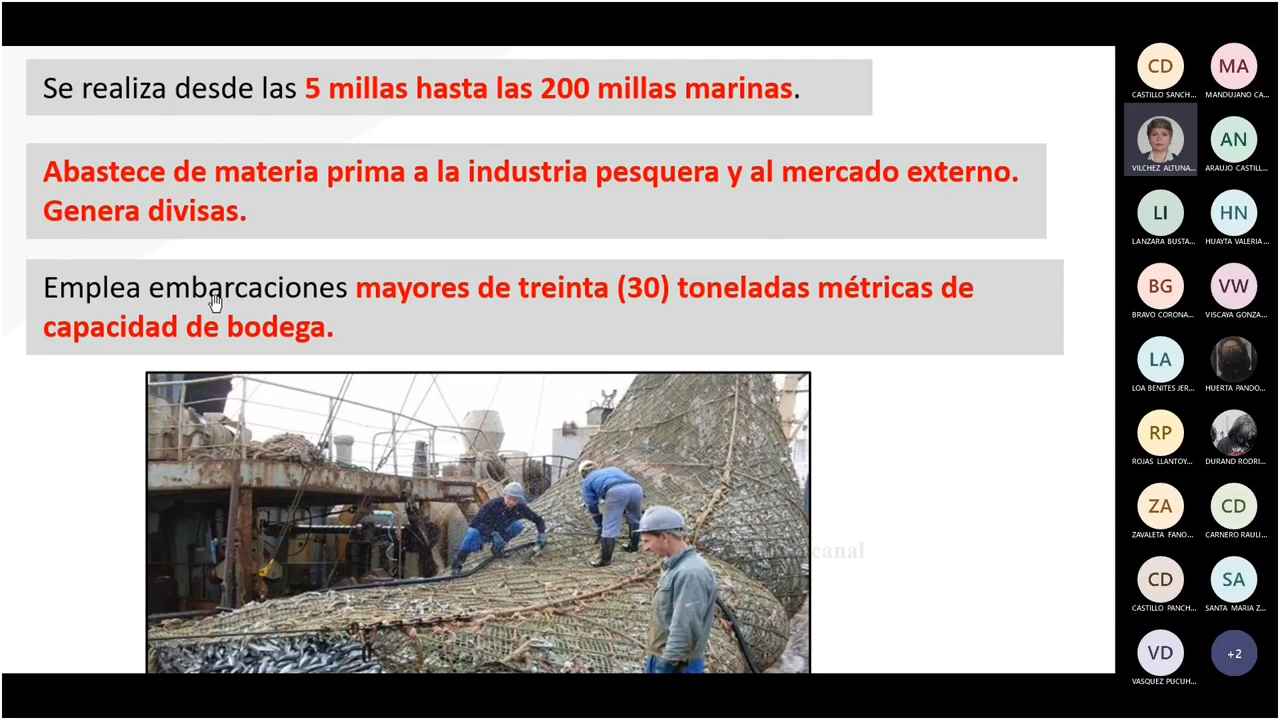 Se realiza desde las 5 millas hasta las 200 millas marinas.
Abastece de materia prima a la industria pesquera y al mercado externo.
Genera divisas.
Emplea embarcaciones mayores de treinta (30) toneladas métricas de
capacidad de bodega.
canal
CD
CASTILLO SANCH...
MA
MANDUJANO CA...
VILCHEZ ALTUNA...
AN
ARAUJO CASTILL...
LI
LANZARA BUSTA...
HN
HUAYTA VALERIA...
BG
BRAVO CORONA...
VW
VISCAYA GONZA...
LA
LOA BENITES JER...
HUERTA PANDO...
RP
ROJAS LLANTOY...
DURAND RODRI...
ZA
ZAVALETA FANO...
CD
CARNERO RAULI...
CD
CASTILLO PANCH...
SA
SANTA MARIA Z...
VD
VASQUEZ PUCUH...
+2